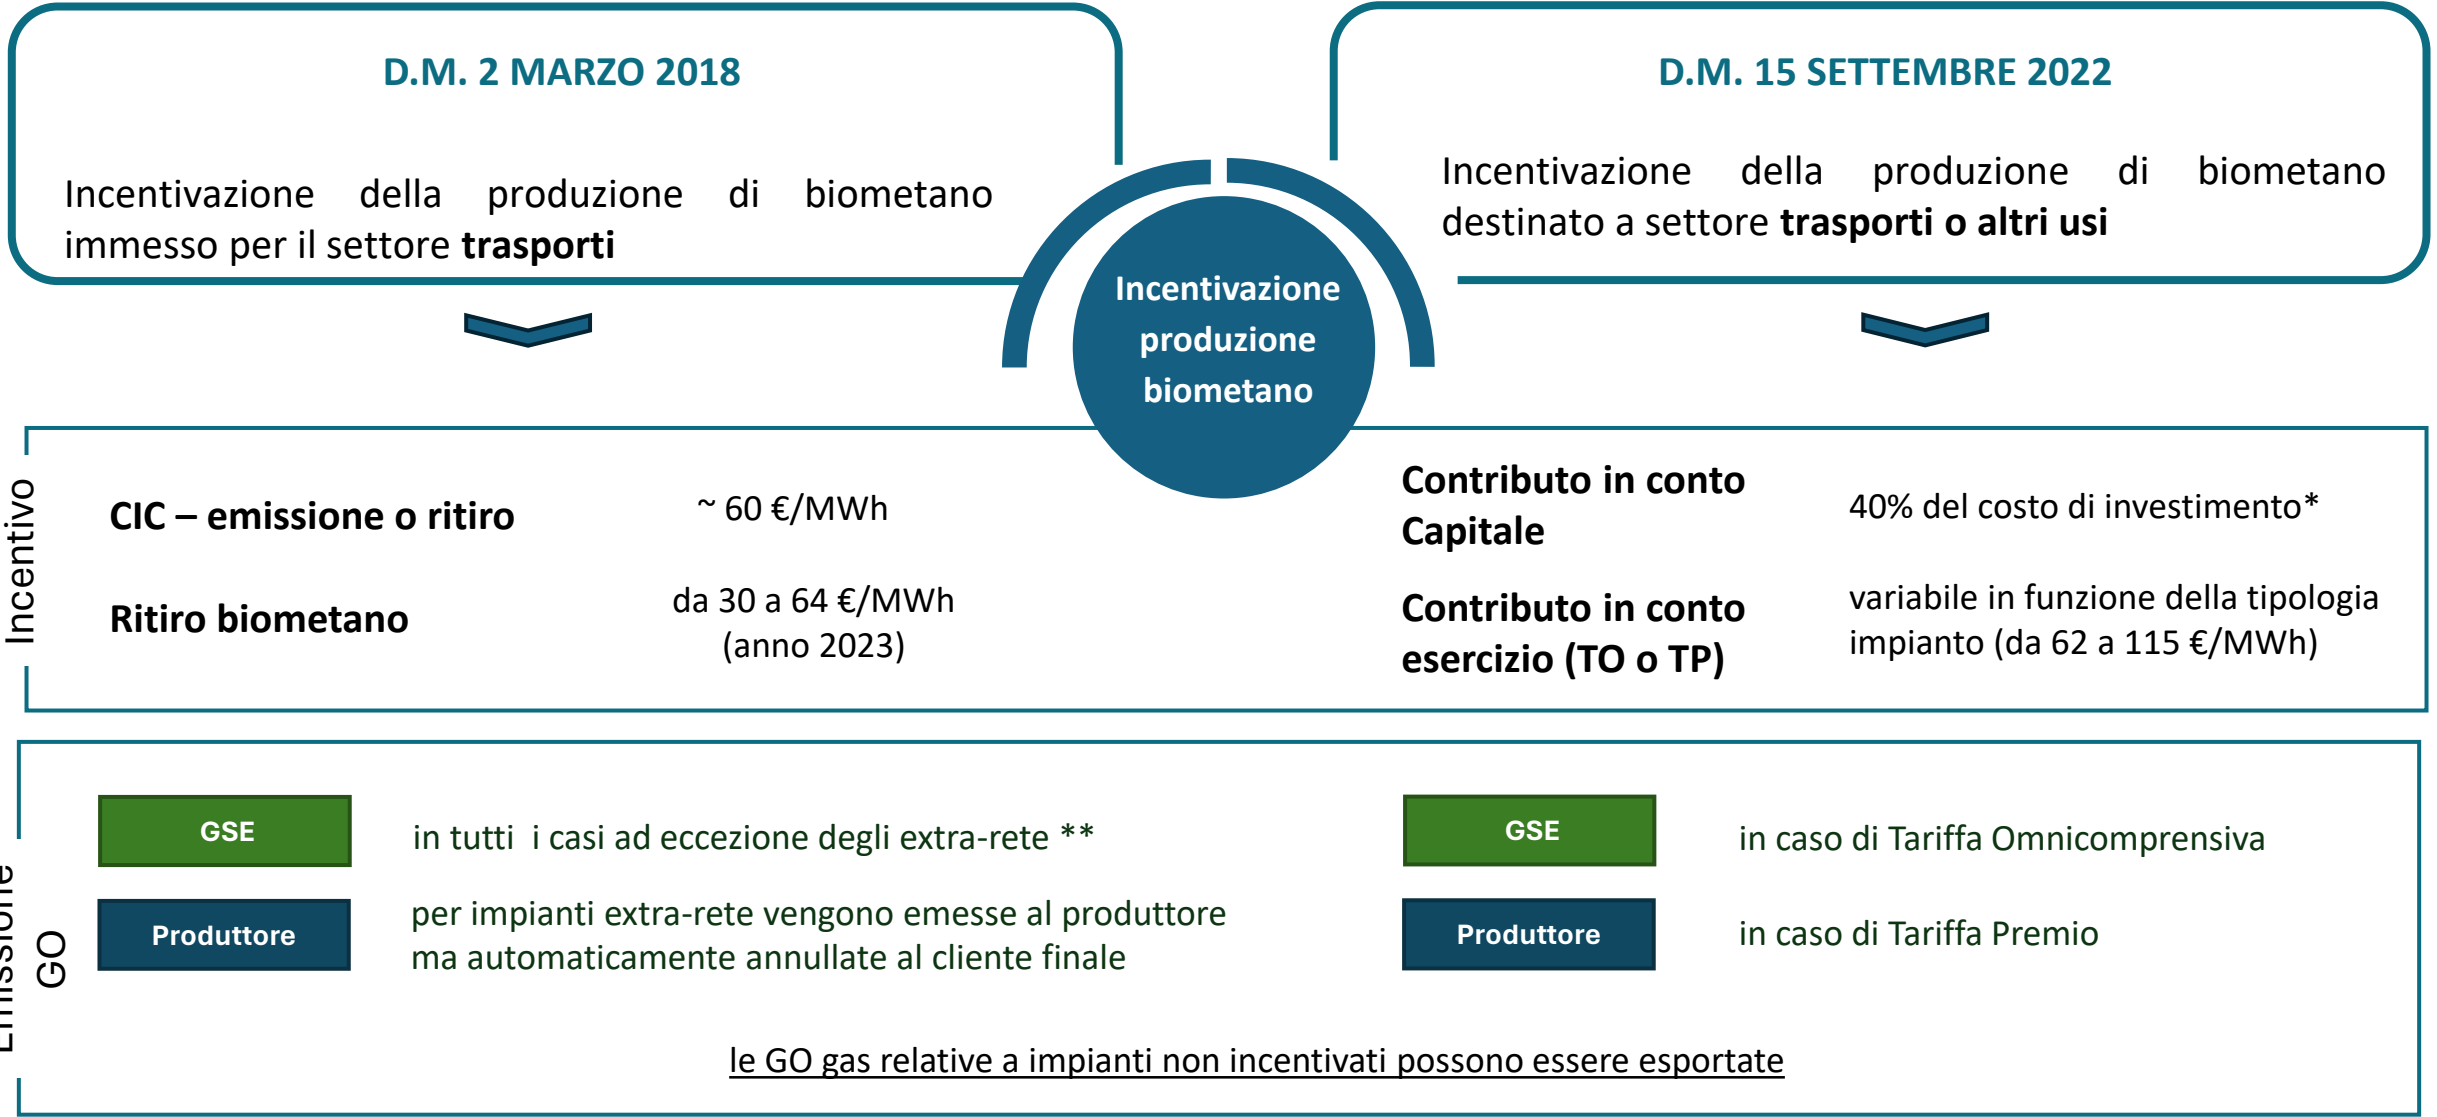 D.M. 2 MARZO 2018
Incentivazione della produzione di biometano
immesso per il settore trasporti
D.M. 15 SETTEMBRE 2022
Incentivazione della produzione di biometano
destinato a settore trasporti o altri usi
Incentivazione
produzione
biometano
Incentivo
CIC – emissione o ritiro
~ 60 €/MWh
Ritiro biometano
da 30 a 64 €/MWh
(anno 2023)
Contributo in conto
Capitale
40% del costo di investimento*
Contributo in conto
esercizio (TO o TP)
variabile in funzione della tipologia
impianto (da 62 a 115 €/MWh)
Emissione
GO
GSE
in tutti i casi ad eccezione degli extra-rete **
Produttore
per impianti extra-rete vengono emesse al produttore
ma automaticamente annullate al cliente finale
GSE
in caso di Tariffa Omnicomprensiva
Produttore
in caso di Tariffa Premio
le GO gas relative a impianti non incentivati possono essere esportate